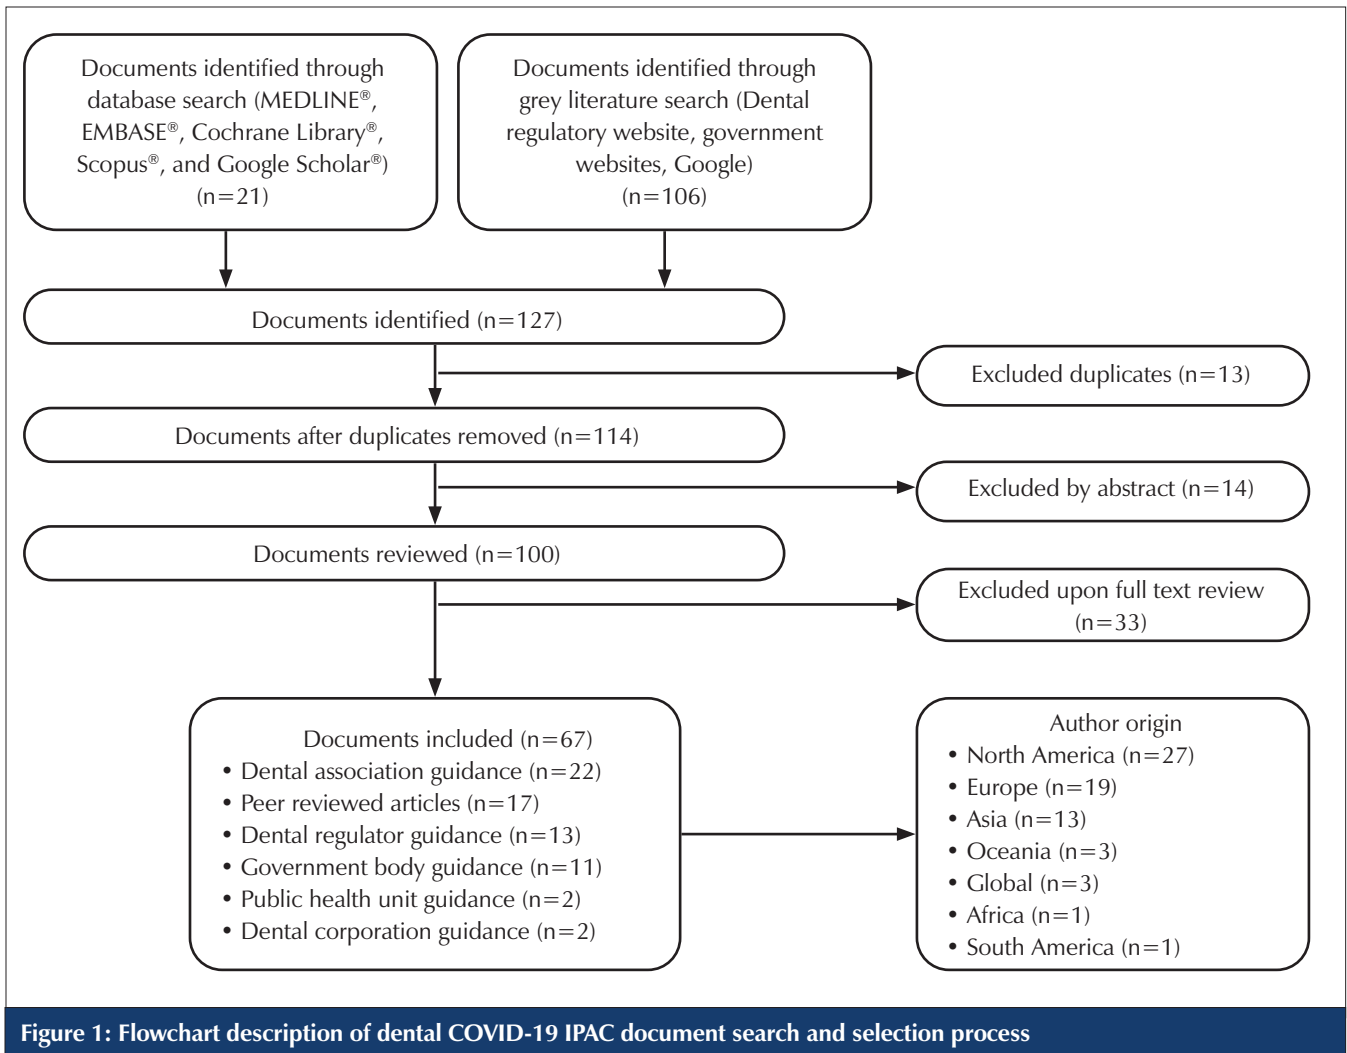 Documents identified through
database search (MEDLINE®,
EMBASE®, Cochrane Library®,
Scopus®, and Google Scholar®)
(n=21)
Documents identified through
grey literature search (Dental
regulatory website, government
websites, Google)
(n=106)
Documents identified (n=127)
Excluded duplicates (n=13)
Documents after duplicates removed (n=114)
Excluded by abstract (n=14)
Documents reviewed (n=100)
Excluded upon full text review
(n=33)
Documents included (n=67)
• Dental association guidance (n=22)
• Peer reviewed articles (n=17)
• Dental regulator guidance (n=13)
• Government body guidance (n=11)
• Public health unit guidance (n=2)
• Dental corporation guidance (n=2)
Author origin
• North America (n=27)
• Europe (n=19)
• Asia (n=13)
• Oceania (n=3)
• Global (n=3)
• Africa (n=1)
• South America (n=1)
Figure 1: Flowchart description of dental COVID-19 IPAC document search and selection process